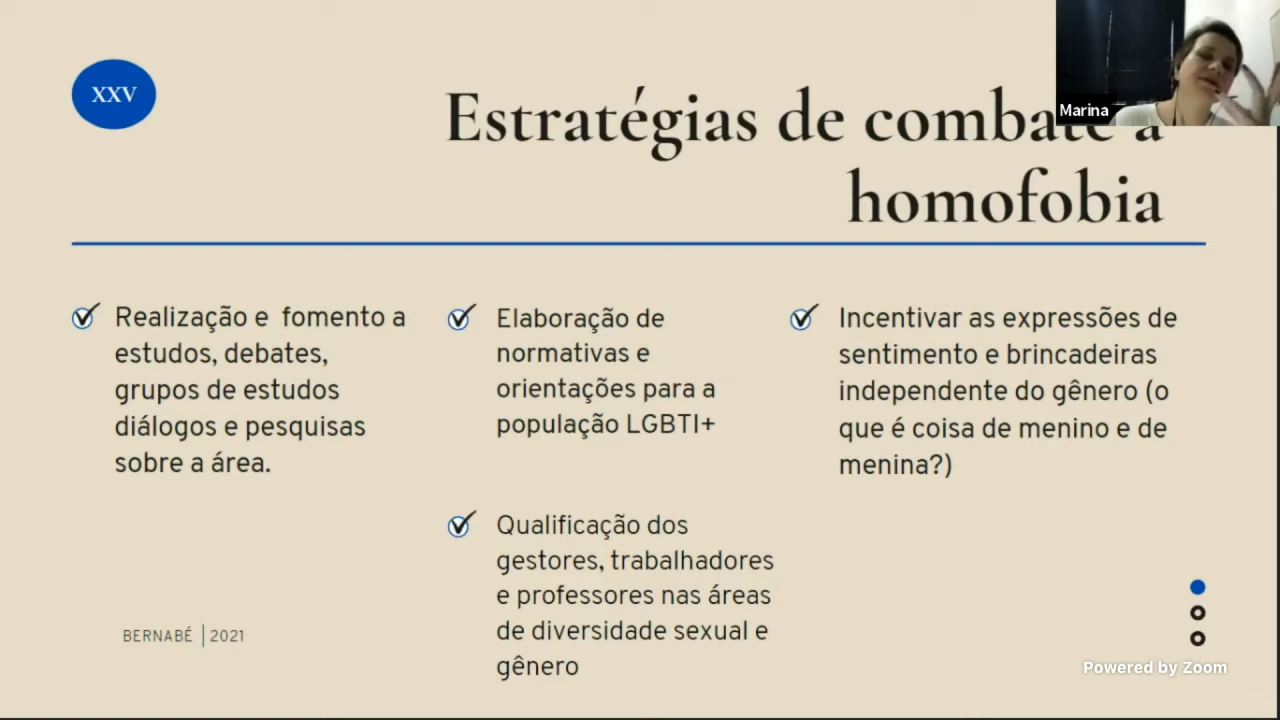 XXV
Marina
Estratégias de combate a
homofobia
Realização e fomento a
estudos, debates,
grupos de estudos
diálogos e pesquisas
sobre a área.
Elaboração de
normativas e
orientações para a
população LGBTI+
Qualificação dos
gestores, trabalhadores
e professores nas áreas
de diversidade sexual e
gênero
Incentivar as expressões de
sentimento e brincadeiras
independente do gênero (o
que é coisa de menino e de
menina?)
BERNABÉ | 2021
Powered by Zoom